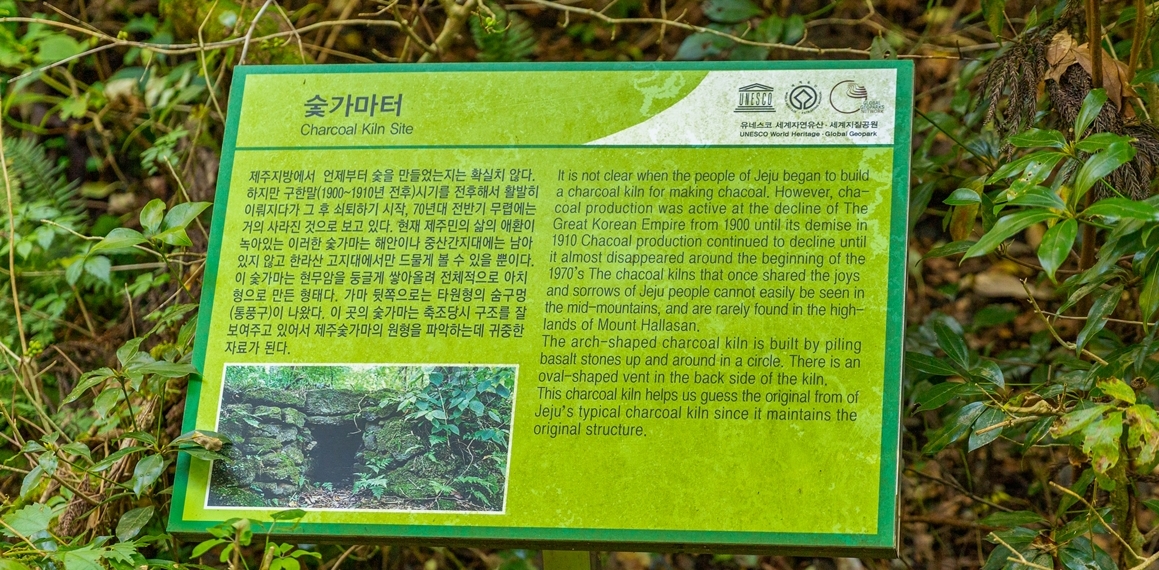 숯가마터
Charcoal Kiln Site
UNESCO
유네스코 세계자연유산 · 세계지질공원
UNESCO World Heritage · Global Geopark
제주지방에서 언제부터 숯을 만들었는지는 확실치 않다.
하지만 구한말(1900~1910년 전후)시기를 전후해서 활발히
이뤄지다가 그 후 쇠퇴하기 시작, 70년대 전반기 무렵에는
거의 사라진 것으로 보고 있다. 현재 제주민의 삶의 애환이
녹아있는 이러한 숯가마는 해안이나 중산간지대에는 남아
있지 않고 한라산 고지대에서만 드물게 볼 수 있을 뿐이다.
이 숯가마는 현무암을 둥글게 쌓아올려 전체적으로 아치
형으로 만든 형태다. 가마 뒷쪽으로는 타원형의 숨구멍
(통풍구)이 나왔다. 이 곳의 숯가마는 축조당시 구조를 잘
보여주고 있어서 제주숯가마의 원형을 파악하는데 귀중한
자료가 된다.
It is not clear when the people of Jeju began to build
a charcoal kiln for making chacoal. However, cha-
coal production was active at the decline of The
Great Korean Empire from 1900 until its demise in
1910 Chacoal production continued to decline until
it almost disappeared around the beginning of the
1970's The chacoal kilns that once shared the joys
and sorrows of Jeju people cannot easily be seen in
the mid-mountains, and are rarely found in the high-
lands of Mount Hallasan.
The arch-shaped charcoal kiln is built by piling
basalt stones up and around in a circle. There is an
oval-shaped vent in the back side of the kiln.
This charcoal kiln helps us guess the original from of
Jeju's typical charcoal kiln since it maintains the
original structure.